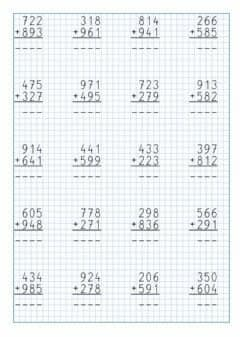 722 318 814 266
+893 +961 +941 +585
475 971 723 913
+327 +495 +279 +582
914 441 433 397
+641 +599 +223 +812
605 778 298 566
+948 +271 +836 +291
434 924 206 350
+985 +278 +591 +604